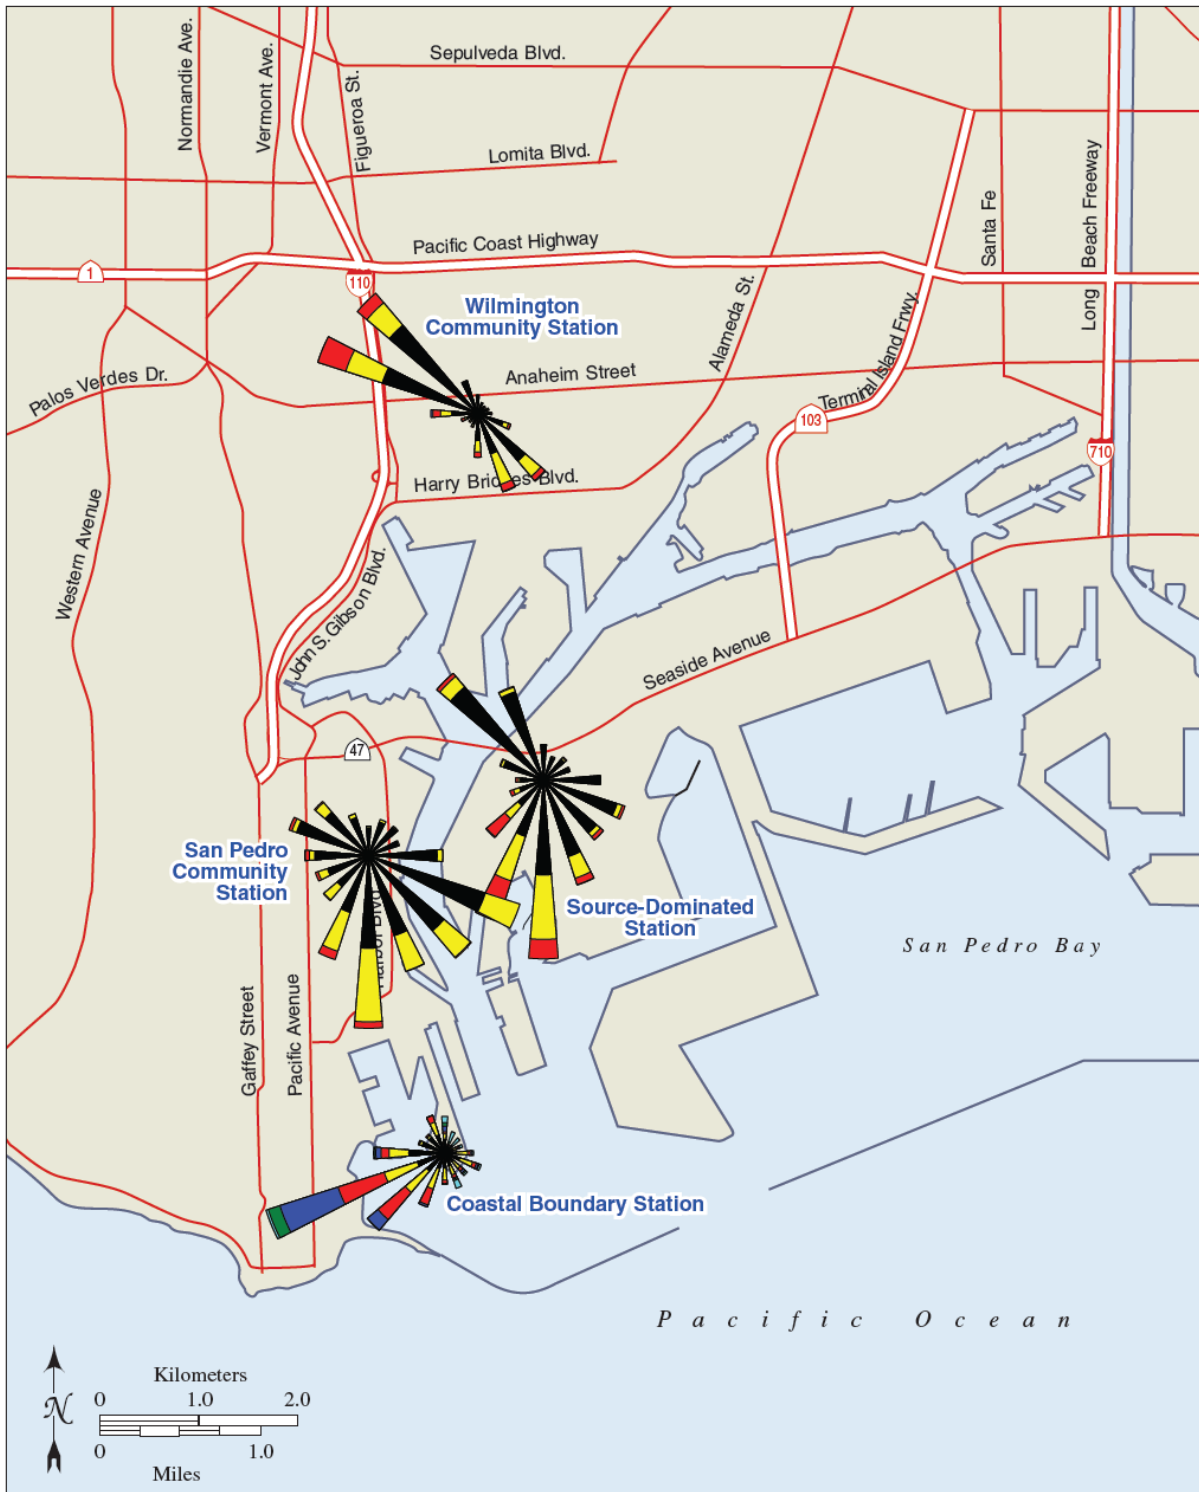 Sepulveda Blvd.
Normandie Ave.
Vermont Ave.
Figueroa St.
Lomita Blvd.
Pacific Coast Highway
Santa Fe
Long Beach Freeway
1
110
Wilmington
Community Station
Alameda St.
Terminal Island Frwy.
Palos Verdes Dr.
Anaheim Street
103
710
Harry Bridges Blvd.
Western Avenue
John S. Gibson Blvd.
Seaside Avenue
47
San Pedro
Community
Station
Harbor Blvd.
Source-Dominated
Station
San Pedro Bay
Gaffey Street
Pacific Avenue
Coastal Boundary Station
Pacific Ocean
N
Kilometers
0 1.0 2.0
0 1.0
Miles